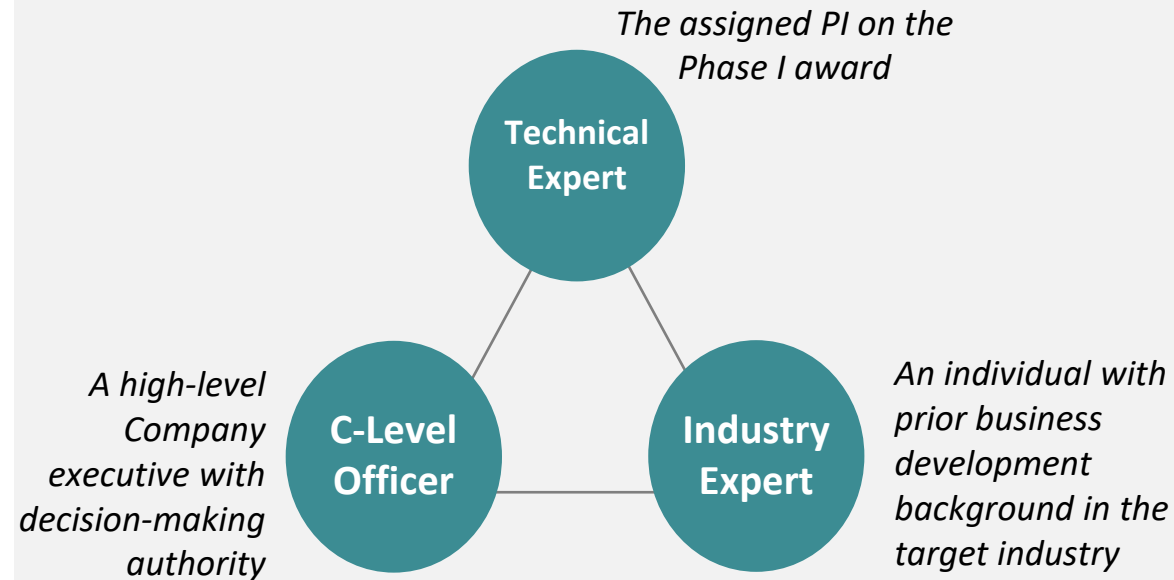 The assigned PI on the
Phase I award
Technical
Expert
A high-level
Company
executive with
decision-making
authority
C-Level
Officer
Industry
Expert
An individual with
prior business
development
background in the
target industry